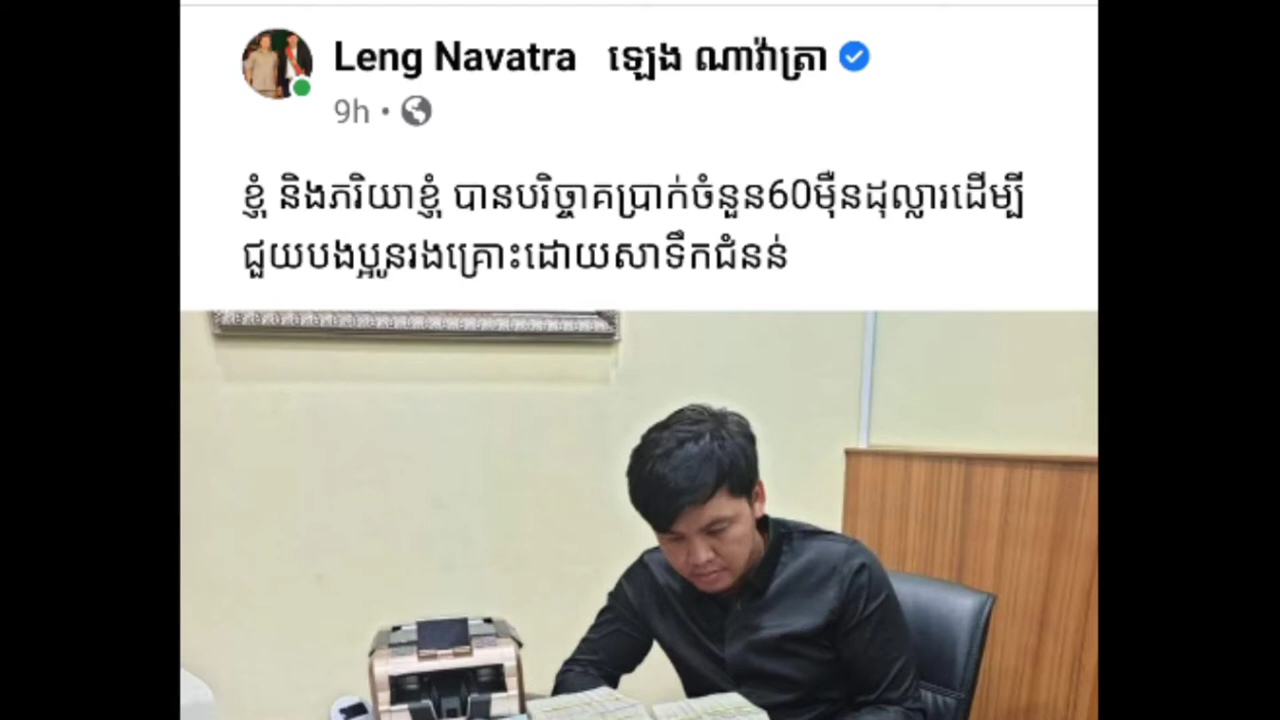 Leng Navatra ឡេង ណាវ៉ាត្រា
9h
ខ្ញុំ និងភរិយាខ្ញុំ បានបរិច្ចាគប្រាក់ចំនួន60ម៉ឺនដុល្លារដើម្បី
ជួយបងប្អូនរងគ្រោះដោយសាទឹកជំនន់